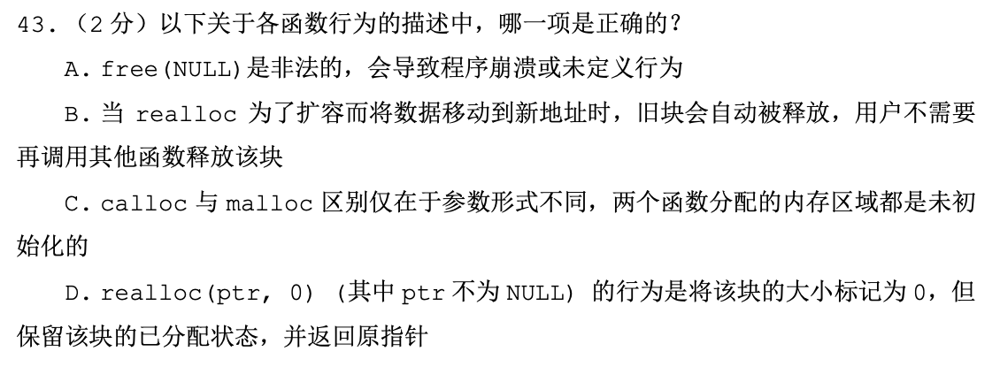 43.（2 分）以下关于各函数行为的描述中，哪一项是正确的？
A. free(NULL)是非法的，会导致程序崩溃或未定义行为
B. 当 realloc 为了扩容而将数据移动到新地址时，旧块会自动被释放，用户不需要
再调用其他函数释放该块
C. calloc 与 malloc 区别仅在于参数形式不同，两个函数分配的内存区域都是未初
始化的
D. realloc(ptr, 0) (其中 ptr 不为 NULL) 的行为是将该块的大小标记为 0，但
保留该块的已分配状态，并返回原指针